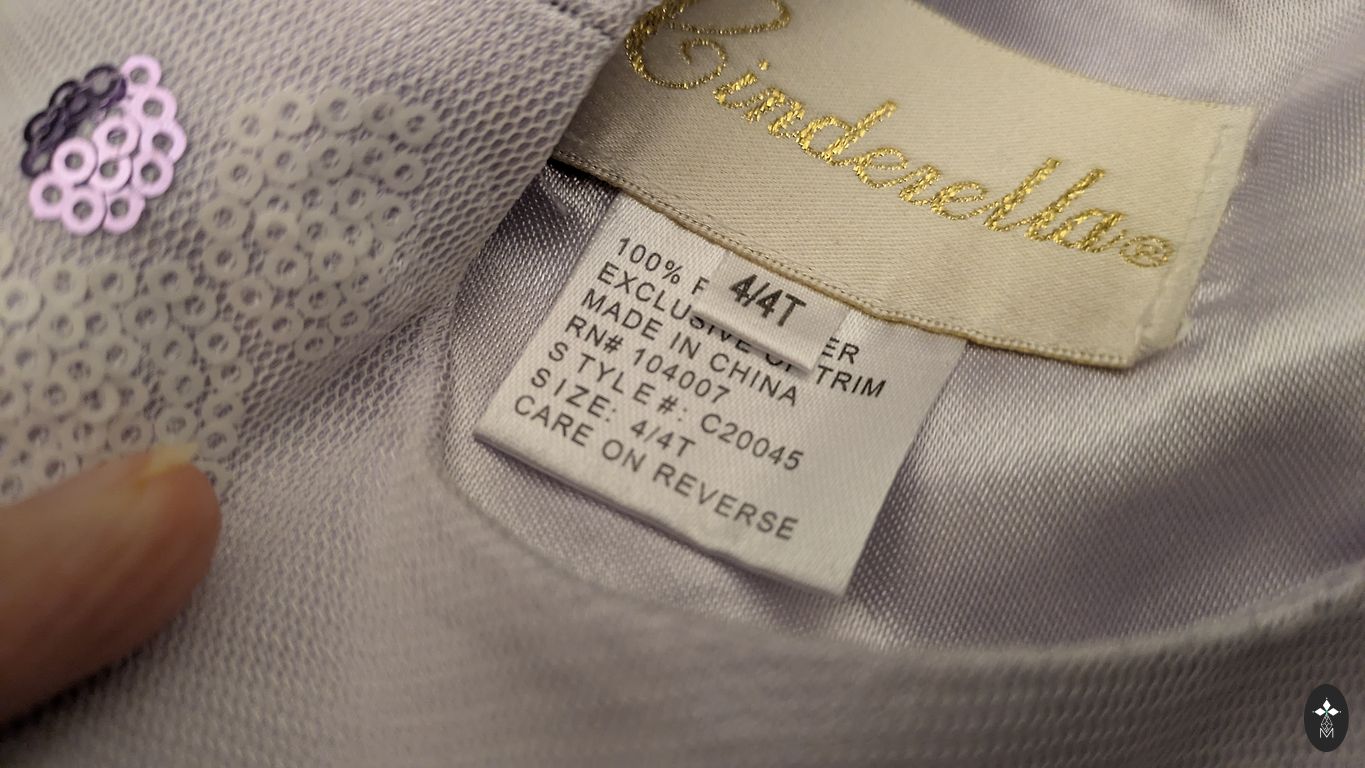 Cinderella®
4/4T
100%
MADE IN CHINA
TRIM
RN# 104007
STYLE#: C20045
SIZE: 4/4T
CARE ON REVERSE
M